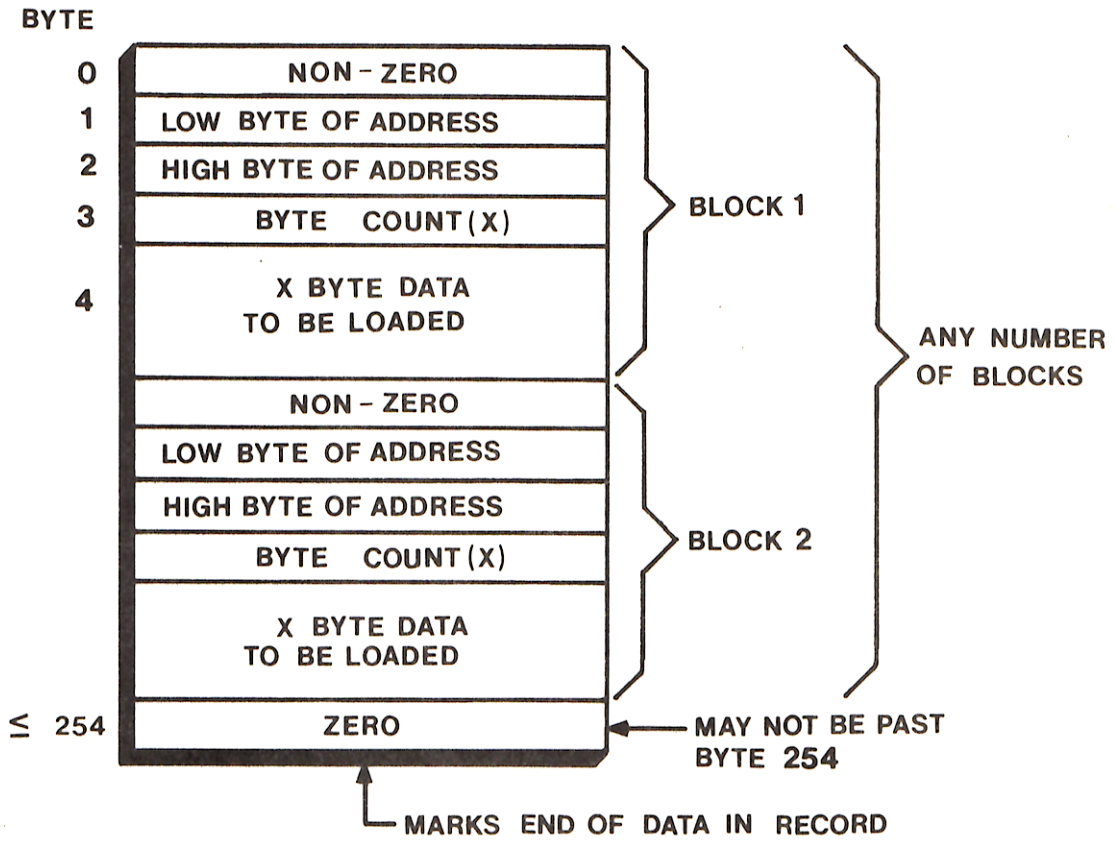 BYTE
0 NON-ZERO
1 LOW BYTE OF ADDRESS
2 HIGH BYTE OF ADDRESS
3 BYTE COUNT(X)
BLOCK 1
4 X BYTE DATA
TO BE LOADED
ANY NUMBER
OF BLOCKS
NON-ZERO
LOW BYTE OF ADDRESS
HIGH BYTE OF ADDRESS
BYTE COUNT(X)
BLOCK 2
X BYTE DATA
TO BE LOADED
≤ 254 ZERO
MAY NOT BE PAST
BYTE 254
MARKS END OF DATA IN RECORD